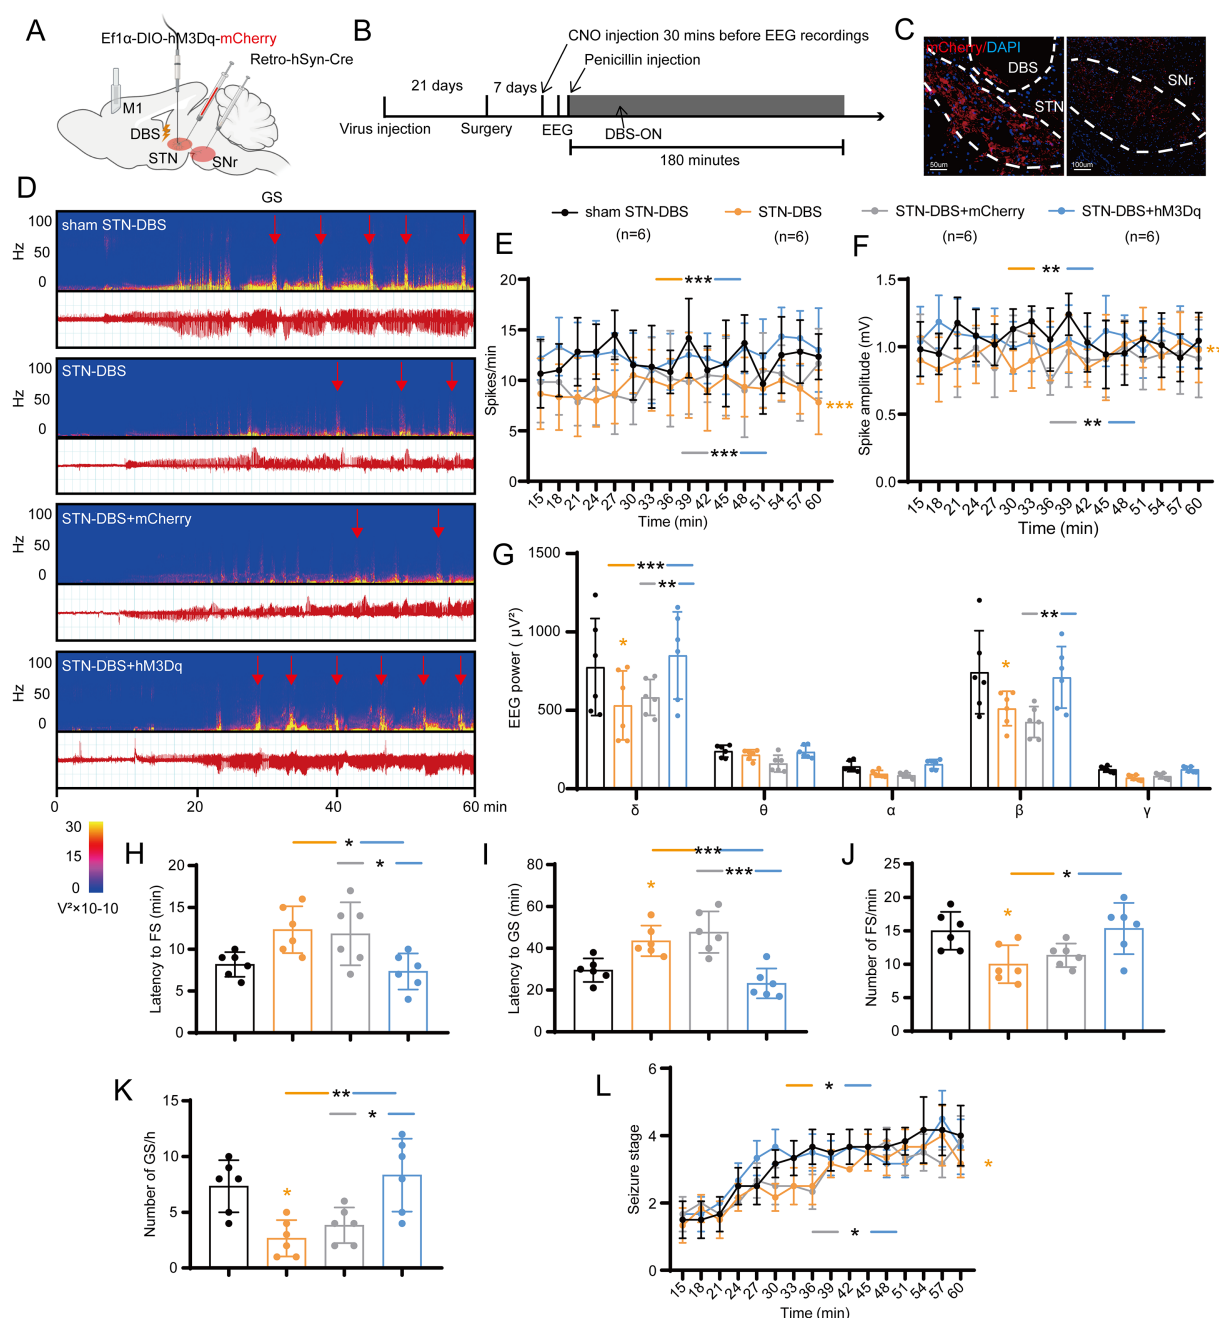 A
Ef1α-DIO-hM3Dq-mCherry
Retro-hSyn-Cre
M1
DBS
STN
SNr
B
CNO injection 30 mins before EEG recordings
Penicillin injection
21 days
7 days
Virus injection
Surgery
EEG
DBS-ON
180 minutes
C
mCherry/DAPI
DBS
STN
50um
SNr
100um
D
GS
100
50
0
Hz
sham STN-DBS
100
50
0
Hz
STN-DBS
100
50
0
Hz
STN-DBS+mCherry
100
50
0
Hz
STN-DBS+hM3Dq
0
20
40
60 min
30
15
0
V²×10-10
sham STN-DBS
(n=6)
STN-DBS
(n=6)
STN-DBS+mCherry
(n=6)
STN-DBS+hM3Dq
(n=6)
E
20
15
10
5
0
Spikes/min
***
***
***
15 18 21 24 27 30 33 36 39 42 45 48 51 54 57 60
Time (min)
F
1.5
1.0
0.5
0.0
Spike amplitude (mV)
**
**
**
15 18 21 24 27 30 33 36 39 42 45 48 51 54 57 60
Time (min)
G
1500
1000
500
0
EEG power ( μV²)
***
**
*
*
**
δ θ α β γ
H
20
15
10
5
0
Latency to FS (min)
*
*
I
80
60
40
20
0
Latency to GS (min)
***
***
*
J
25
20
15
10
5
0
Number of FS/min
*
*
K
15
10
5
0
Number of GS/h
**
*
*
L
6
4
2
0
Seizure stage
*
*
*
15 18 21 24 27 30 33 36 39 42 45 48 51 54 57 60
Time (min)